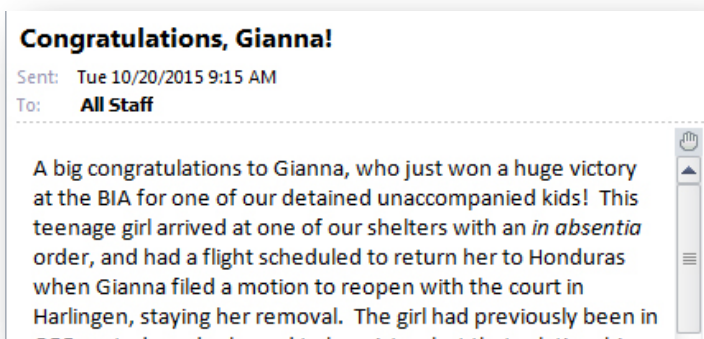 Congratulations, Gianna!
Sent: Tue 10/20/2015 9:15 AM
To: All Staff
A big congratulations to Gianna, who just won a huge victory
at the BIA for one of our detained unaccompanied kids!  This
teenage girl arrived at one of our shelters with an in absentia
order, and had a flight scheduled to return her to Honduras
when Gianna filed a motion to reopen with the court in
Harlingen, staying her removal.  The girl had previously been in